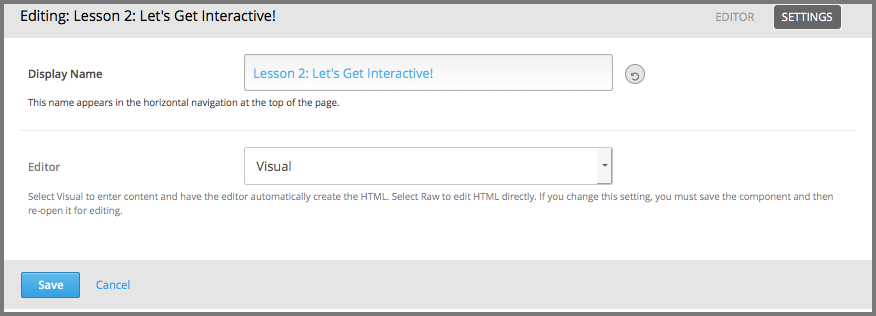 Editing: Lesson 2: Let's Get Interactive!
EDITOR
SETTINGS
Display Name
Lesson 2: Let's Get Interactive!
This name appears in the horizontal navigation at the top of the page.
Editor
Visual
Select Visual to enter content and have the editor automatically create the HTML. Select Raw to edit HTML directly. If you change this setting, you must save the component and then
re-open it for editing.
Save
Cancel